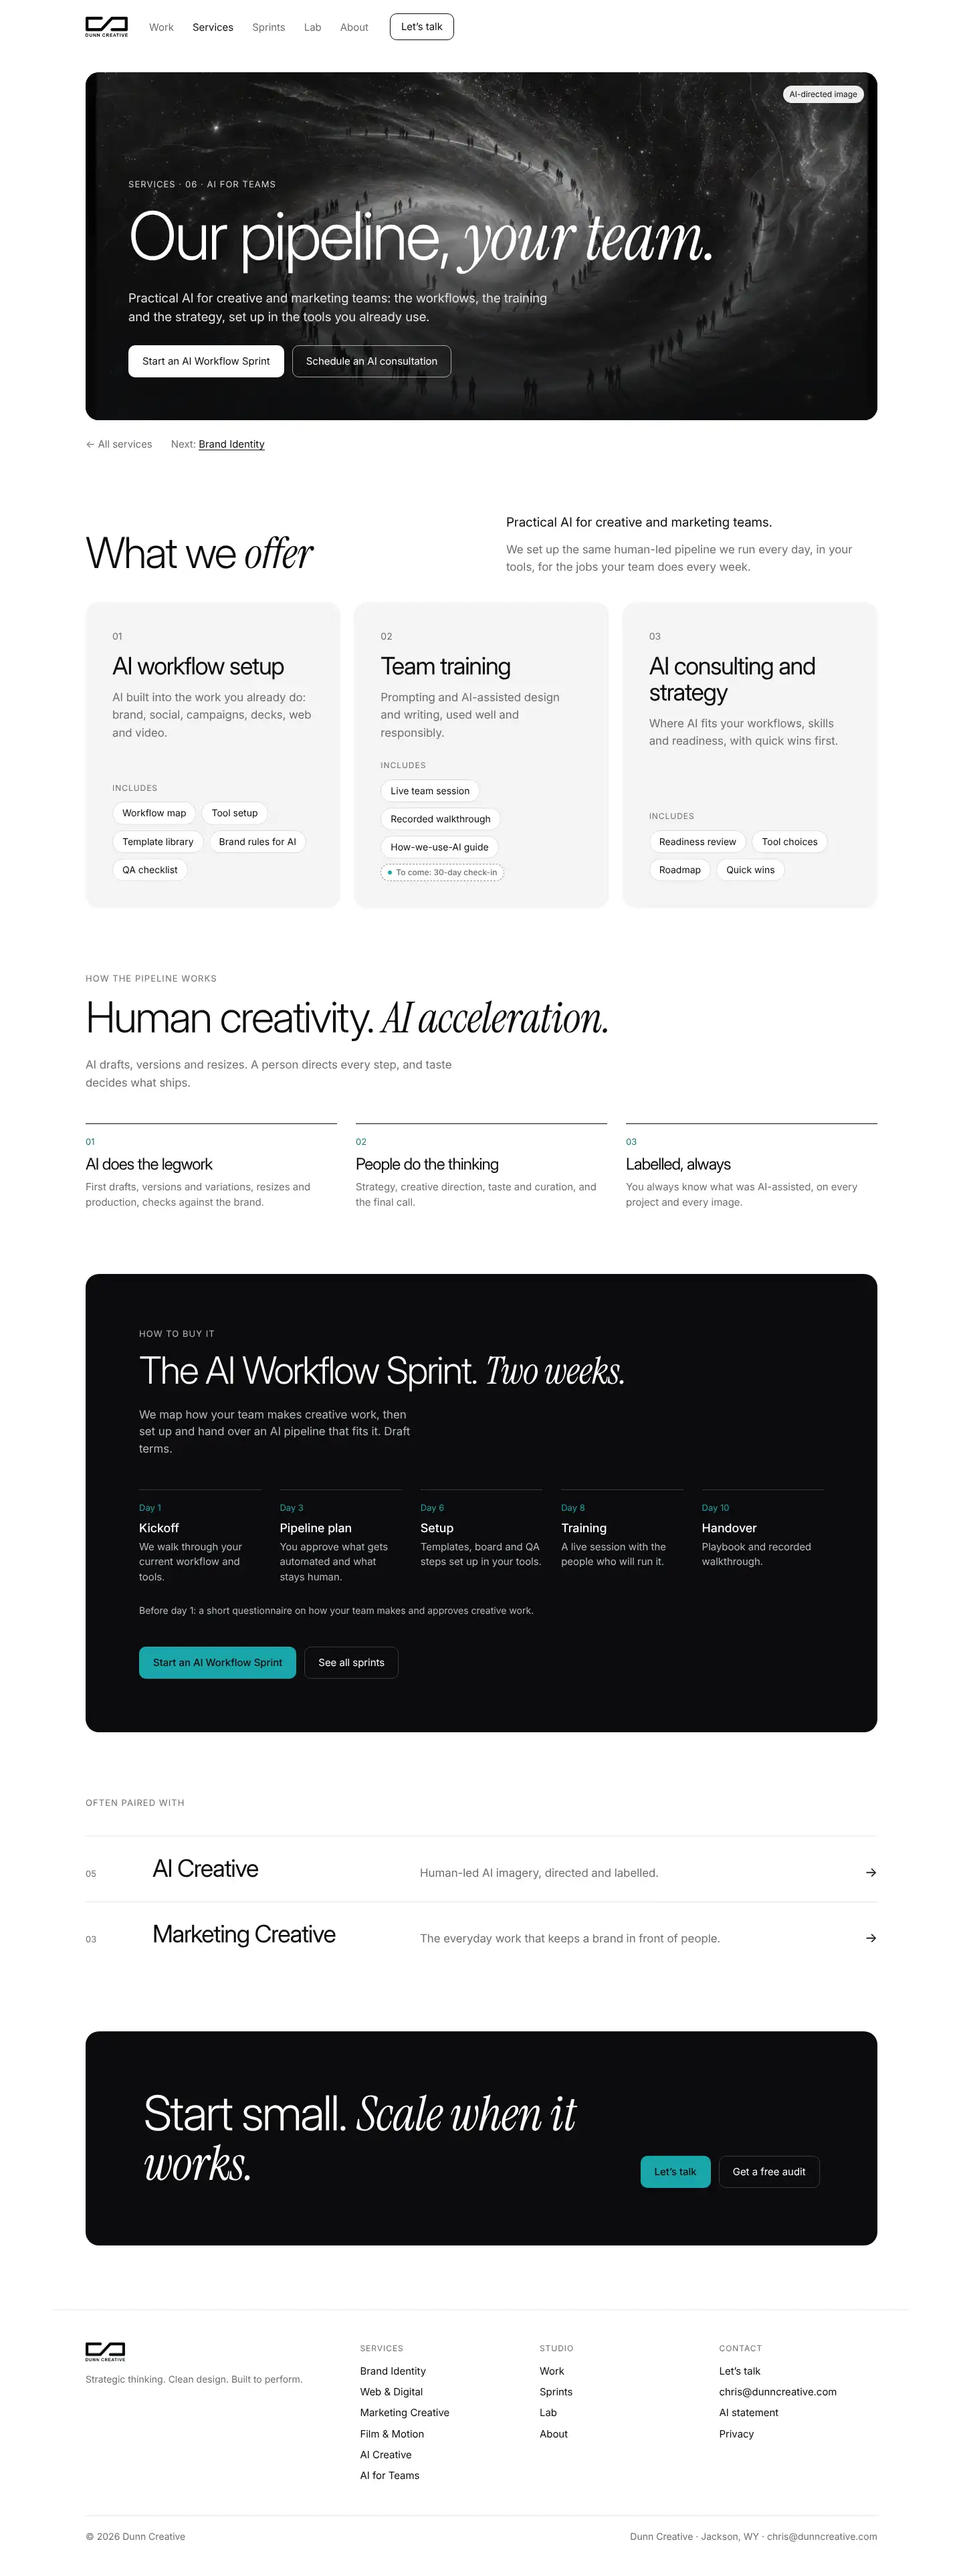 DUNN CREATIVE
Work Services Sprints Lab About Let's talk
AI-directed image
SERVICES · 06 · AI FOR TEAMS
Our pipeline, your team.
Practical AI for creative and marketing teams: the workflows, the training
and the strategy, set up in the tools you already use.
Start an AI Workflow Sprint Schedule an AI consultation
← All services Next: Brand Identity
What we offer
Practical AI for creative and marketing teams.
We set up the same human-led pipeline we run every day, in your
tools, for the jobs your team does every week.
01
AI workflow setup
AI built into the work you already do:
brand, social, campaigns, decks, web
and video.
INCLUDES
Workflow map Tool setup
Template library Brand rules for AI
QA checklist
02
Team training
Prompting and AI-assisted design
and writing, used well and
responsibly.
INCLUDES
Live team session
Recorded walkthrough
How-we-use-AI guide
To come: 30-day check-in
03
AI consulting and
strategy
Where AI fits your workflows, skills
and readiness, with quick wins first.
INCLUDES
Readiness review Tool choices
Roadmap Quick wins
HOW THE PIPELINE WORKS
Human creativity. AI acceleration.
AI drafts, versions and resizes. A person directs every step, and taste
decides what ships.
01
AI does the legwork
First drafts, versions and variations, resizes and
production, checks against the brand.
02
People do the thinking
Strategy, creative direction, taste and curation, and
the final call.
03
Labelled, always
You always know what was AI-assisted, on every
project and every image.
HOW TO BUY IT
The AI Workflow Sprint. Two weeks.
We map how your team makes creative work, then
set up and hand over an AI pipeline that fits it. Draft
terms.
Day 1
Kickoff
We walk through your
current workflow and
tools.
Day 3
Pipeline plan
You approve what gets
automated and what
stays human.
Day 6
Setup
Templates, board and QA
steps set up in your tools.
Day 8
Training
A live session with the
people who will run it.
Day 10
Handover
Playbook and recorded
walkthrough.
Before day 1: a short questionnaire on how your team makes and approves creative work.
Start an AI Workflow Sprint See all sprints
OFTEN PAIRED WITH
05 AI Creative Human-led AI imagery, directed and labelled. →
03 Marketing Creative The everyday work that keeps a brand in front of people. →
Start small. Scale when it
works.
Let's talk Get a free audit
DUNN CREATIVE
Strategic thinking. Clean design. Built to perform.
SERVICES
Brand Identity
Web & Digital
Marketing Creative
Film & Motion
AI Creative
AI for Teams
STUDIO
Work
Sprints
Lab
About
CONTACT
Let's talk
chris@dunncreative.com
AI statement
Privacy
© 2026 Dunn Creative
Dunn Creative · Jackson, WY · chris@dunncreative.com